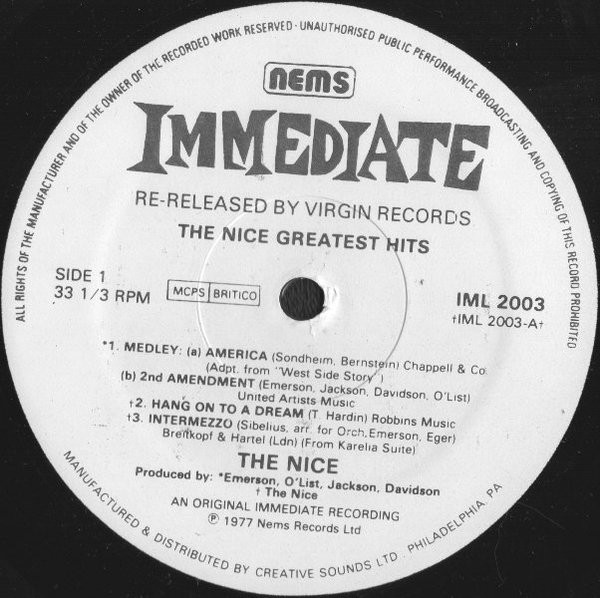 ALL RIGHTS OF THE MANUFACTURER AND OF THE OWNER OF THE RECORDED WORK RESERVED · UNAUTHORISED PUBLIC PERFORMANCE BROADCASTING AND COPYING OF THIS RECORD PROHIBITED
nems
IMMEDIATE
RE-RELEASED BY VIRGIN RECORDS
THE NICE GREATEST HITS
SIDE 1
33 1/3 RPM
MCPS BRITICO
IML 2003
†IML 2003-A†
*1. MEDLEY: (a) AMERICA (Sondheim, Bernstein) Chappell & Co.
(Adpt. from "West Side Story")
(b) 2nd AMENDMENT (Emerson, Jackson, Davidson, O'List)
United Artists Music
†2. HANG ON TO A DREAM (T. Hardin) Robbins Music
†3. INTERMEZZO (Sibelius, arr. for Orch. Emerson, Eger)
Breitkopf & Hartel (Ldn) (From Karelia Suite)
THE NICE
Produced by: *Emerson, O'List, Jackson, Davidson
† The Nice
AN ORIGINAL IMMEDIATE RECORDING
℗ 1977 Nems Records Ltd
MANUFACTURED & DISTRIBUTED BY CREATIVE SOUNDS LTD · PHILADELPHIA, PA